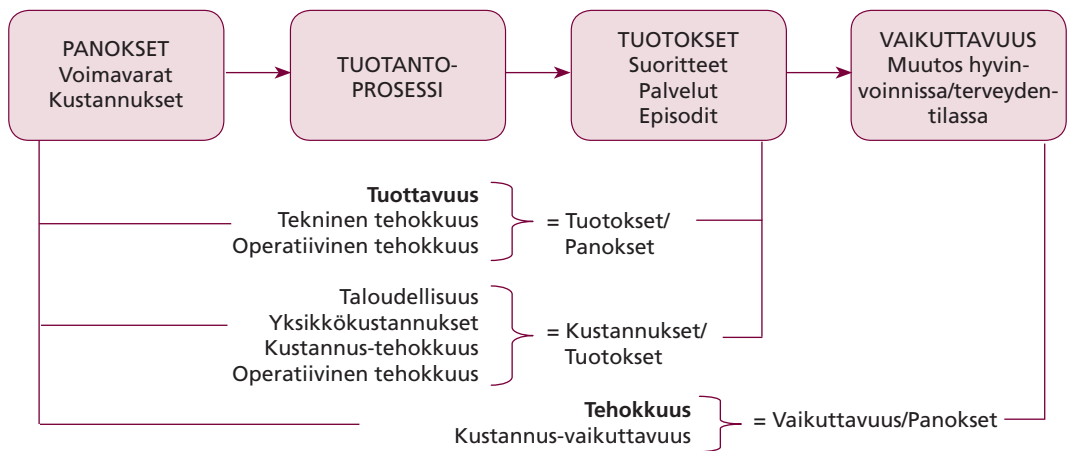 PANOKSET
Voimavarat
Kustannukset
TUOTANTO-
PROSESSI
TUOTOKSET
Suoritteet
Palvelut
Episodit
VAIKUTTAVUUS
Muutos hyvin-
voinnissa/terveyden-
tilassa
Tuottavuus
Tekninen tehokkuus
Operatiivinen tehokkuus
= Tuotokset/
Panokset
Taloudellisuus
Yksikkökustannukset
Kustannus-tehokkuus
Operatiivinen tehokkuus
= Kustannukset/
Tuotokset
Tehokkuus
Kustannus-vaikuttavuus
= Vaikuttavuus/Panokset